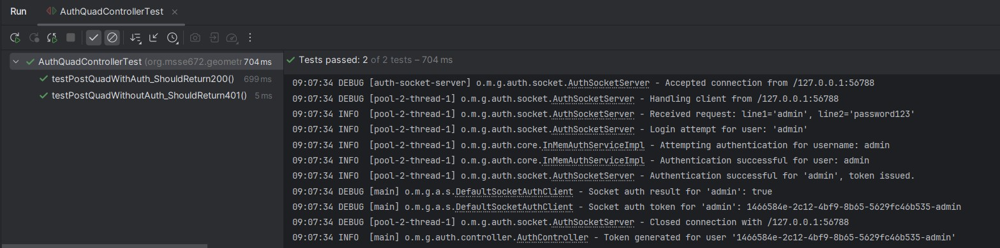 Run AuthQuadControllerTest
AuthQuadControllerTest (org.msse672.geometr 704 ms
testPostQuadWithAuth_ShouldReturn200() 699 ms
testPostQuadWithoutAuth_ShouldReturn401() 5 ms
Tests passed: 2 of 2 tests – 704 ms
09:07:34 DEBUG [auth-socket-server] o.m.g.auth.socket.AuthSocketServer - Accepted connection from /127.0.0.1:56788
09:07:34 DEBUG [pool-2-thread-1] o.m.g.auth.socket.AuthSocketServer - Handling client from /127.0.0.1:56788
09:07:34 INFO  [pool-2-thread-1] o.m.g.auth.socket.AuthSocketServer - Received request: line1='admin', line2='password123'
09:07:34 INFO  [pool-2-thread-1] o.m.g.auth.socket.AuthSocketServer - Login attempt for user: 'admin'
09:07:34 INFO  [pool-2-thread-1] o.m.g.auth.core.InMemAuthServiceImpl - Attempting authentication for username: admin
09:07:34 INFO  [pool-2-thread-1] o.m.g.auth.core.InMemAuthServiceImpl - Authentication successful for user: admin
09:07:34 INFO  [pool-2-thread-1] o.m.g.auth.socket.AuthSocketServer - Authentication successful for 'admin', token issued.
09:07:34 DEBUG [main] o.m.g.a.s.DefaultSocketAuthClient - Socket auth result for 'admin': true
09:07:34 DEBUG [main] o.m.g.a.s.DefaultSocketAuthClient - Socket auth token for 'admin': 1466584e-2c12-4bf9-8b65-5629fc46b535-admin
09:07:34 DEBUG [pool-2-thread-1] o.m.g.auth.socket.AuthSocketServer - Closed connection with /127.0.0.1:56788
09:07:34 INFO  [main] o.m.g.auth.controller.AuthController - Token generated for user '1466584e-2c12-4bf9-8b65-5629fc46b535-admin'